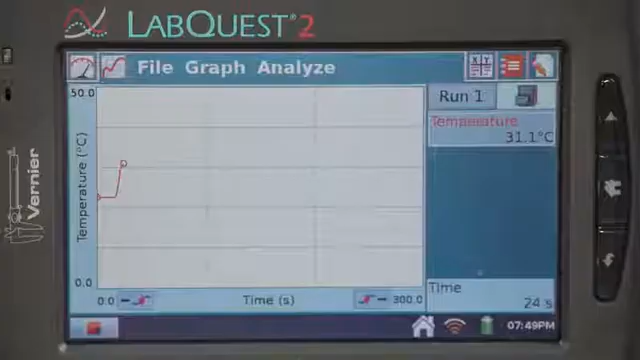 LABQUEST®2
File Graph Analyze
50.0
Temperature (°C)
0.0
0.0
Time (s)
300.0
Run 1
Temperature
31.1°C
Time
24 s
07:49PM
Vernier
X Y